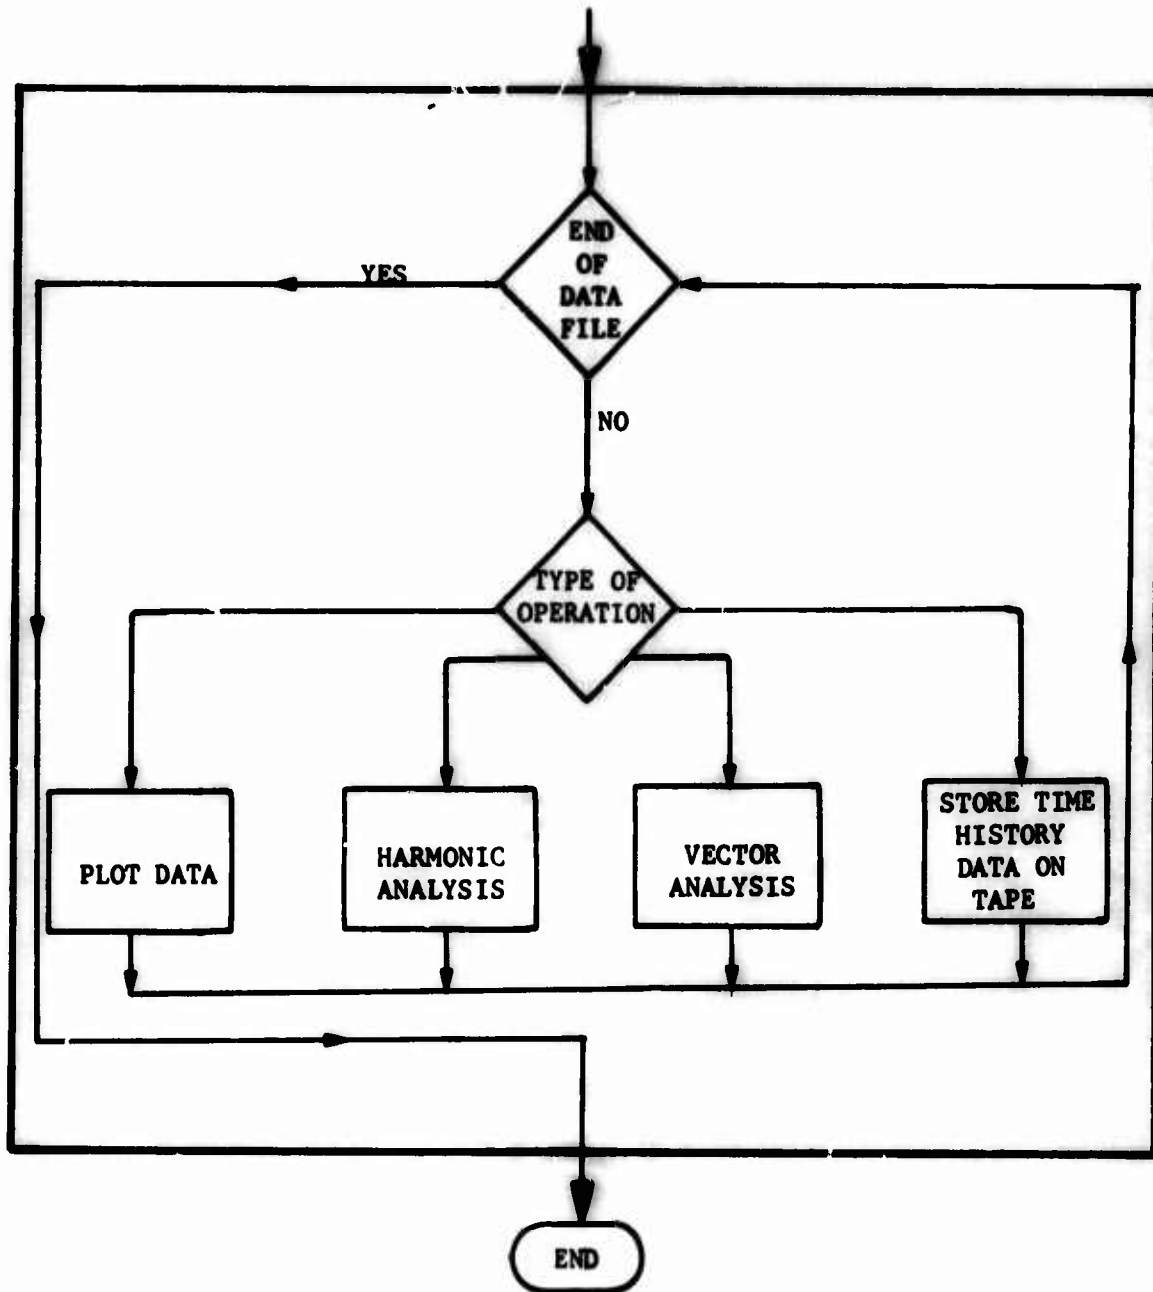 END
OF
DATA
FILE
YES
NO
TYPE OF
OPERATION
PLOT DATA
HARMONIC
ANALYSIS
VECTOR
ANALYSIS
STORE TIME
HISTORY
DATA ON
TAPE
END